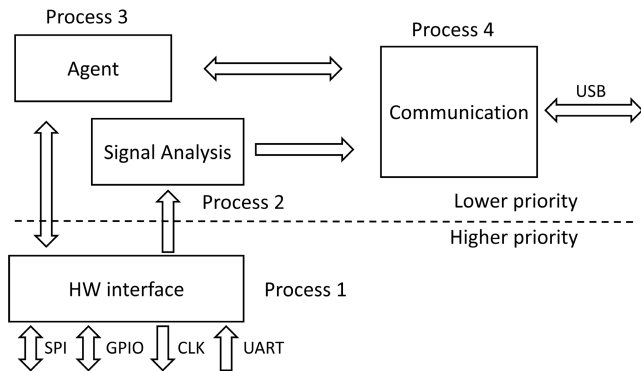 Process 3
Process 4
Agent
USB
Communication
Signal Analysis
Process 2
Lower priority
Higher priority
HW interface
Process 1
SPI
GPIO
CLK
UART